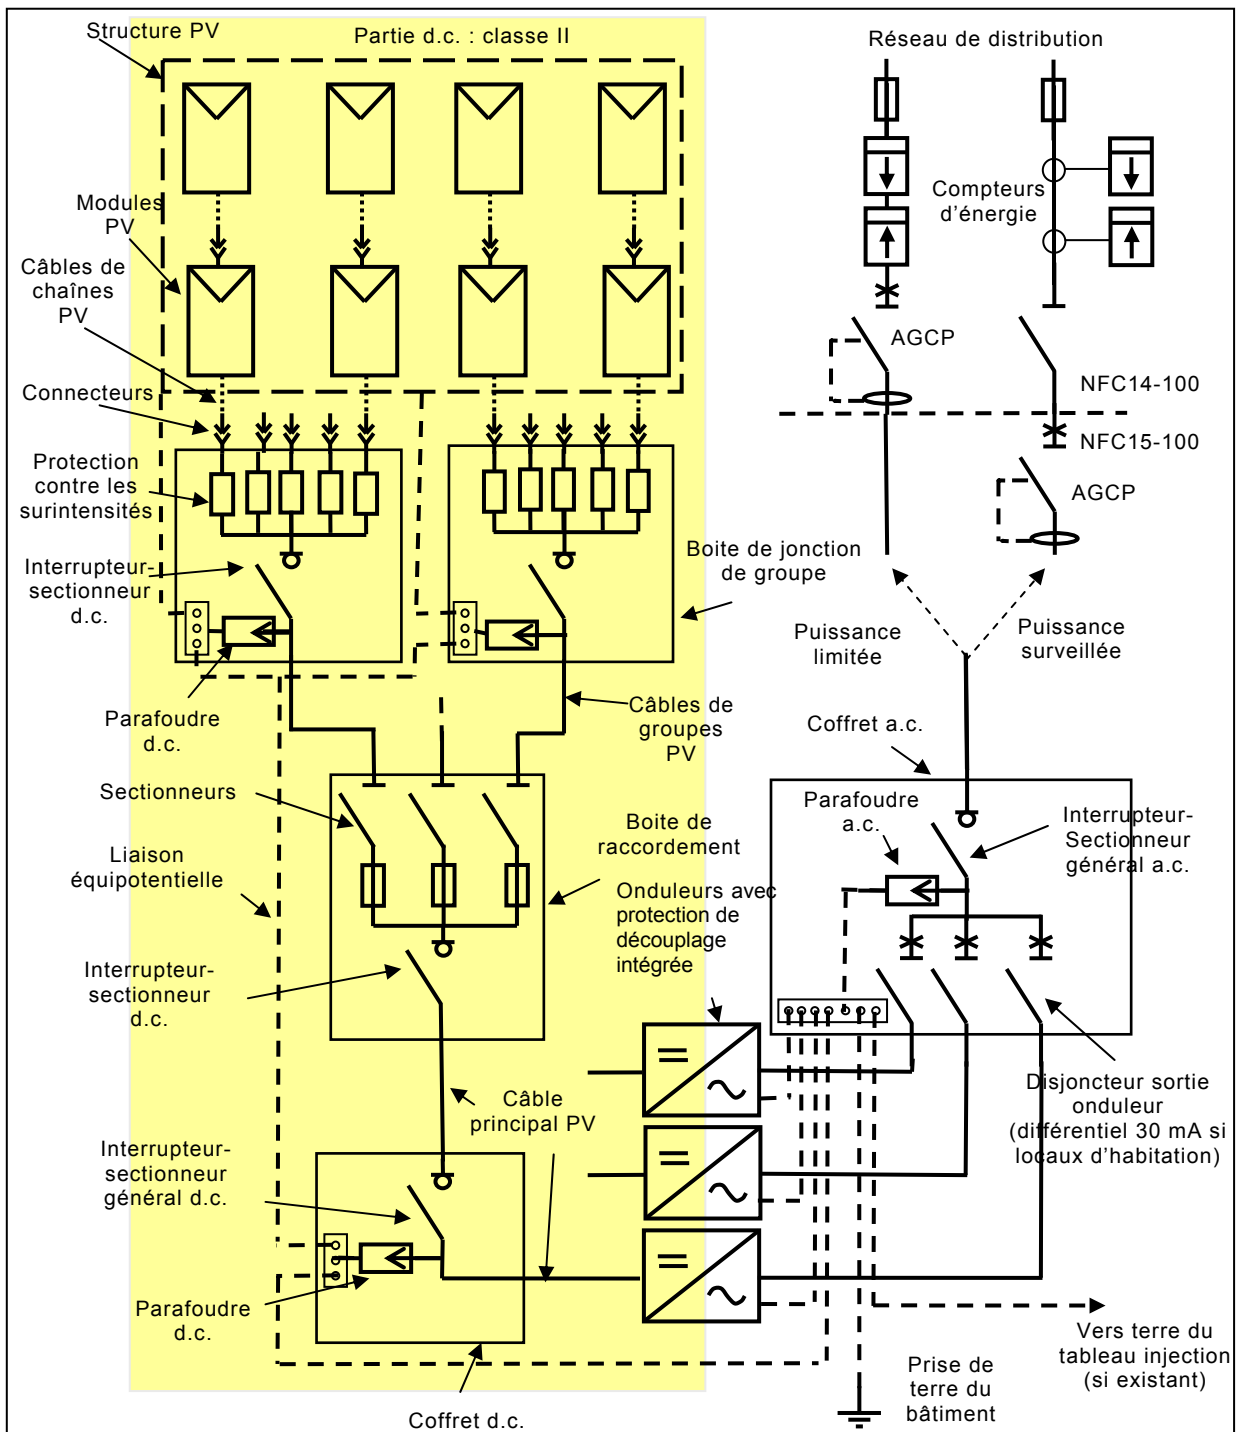 Structure PV
Partie d.c. : classe II
Réseau de distribution
Modules
PV
Compteurs
d'énergie
Câbles de
chaînes
PV
AGCP
NFC14-100
Connecteurs
NFC15-100
Protection
contre les
surintensités
AGCP
Interrupteur-
sectionneur
d.c.
Boite de jonction
de groupe
Puissance
limitée
Puissance
surveillée
Parafoudre
d.c.
Câbles de
groupes
PV
Coffret a.c.
Sectionneurs
Parafoudre
a.c.
Interrupteur-
Sectionneur
général a.c.
Boite de
raccordement
Liaison
équipotentielle
Onduleurs avec
protection de
découplage
intégrée
Interrupteur-
sectionneur
d.c.
Câble
principal PV
Disjoncteur sortie
onduleur
(différentiel 30 mA si
locaux d'habitation)
Interrupteur-
sectionneur
général d.c.
Parafoudre
d.c.
Vers terre du
tableau injection
(si existant)
Prise de
terre du
bâtiment
Coffret d.c.